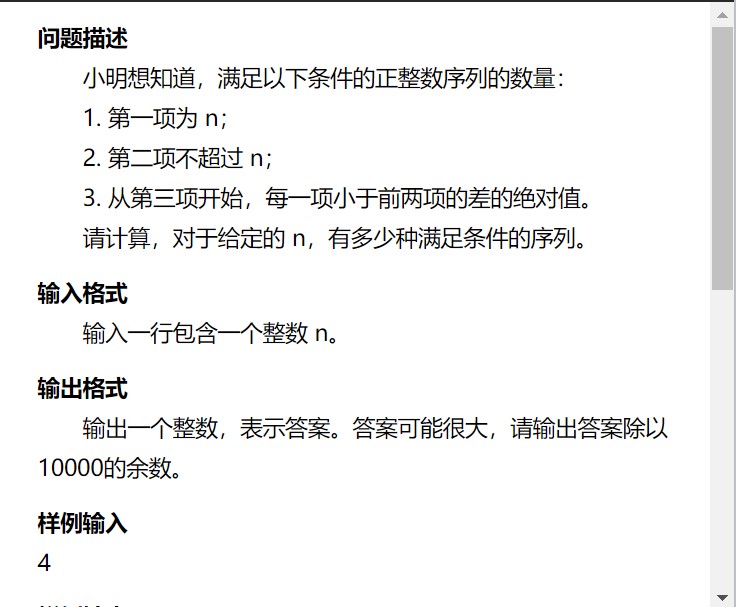 问题描述
小明想知道，满足以下条件的正整数序列的数量：
1. 第一项为 n；
2. 第二项不超过 n；
3. 从第三项开始，每一项小于前两项的差的绝对值。
请计算，对于给定的 n，有多少种满足条件的序列。
输入格式
输入一行包含一个整数 n。
输出格式
输出一个整数，表示答案。答案可能很大，请输出答案除以
10000的余数。
样例输入
4